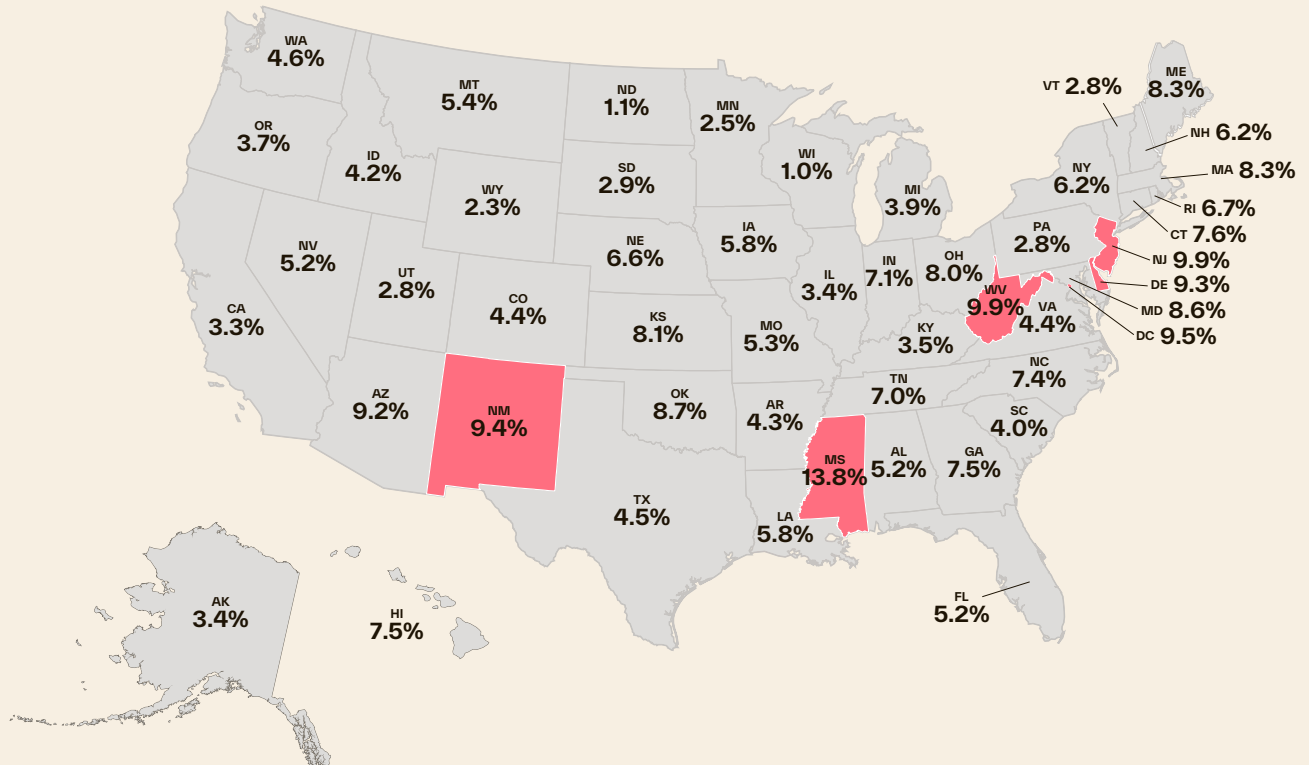 WA
4.6%
MT
5.4%
ND
1.1%
MN
2.5%
VT 2.8%
ME
8.3%
OR
3.7%
ID
4.2%
WY
2.3%
SD
2.9%
WI
1.0%
MI
3.9%
NY
6.2%
NH 6.2%
MA 8.3%
RI 6.7%
CT 7.6%
NJ 9.9%
DE 9.3%
MD 8.6%
DC 9.5%
NV
5.2%
UT
2.8%
CO
4.4%
NE
6.6%
IA
5.8%
IL
3.4%
IN
7.1%
OH
8.0%
PA
2.8%
WV
9.9%
VA
4.4%
CA
3.3%
KS
8.1%
MO
5.3%
KY
3.5%
NC
7.4%
TN
7.0%
SC
4.0%
AZ
9.2%
NM
9.4%
OK
8.7%
AR
4.3%
MS
13.8%
AL
5.2%
GA
7.5%
TX
4.5%
LA
5.8%
FL
5.2%
AK
3.4%
HI
7.5%